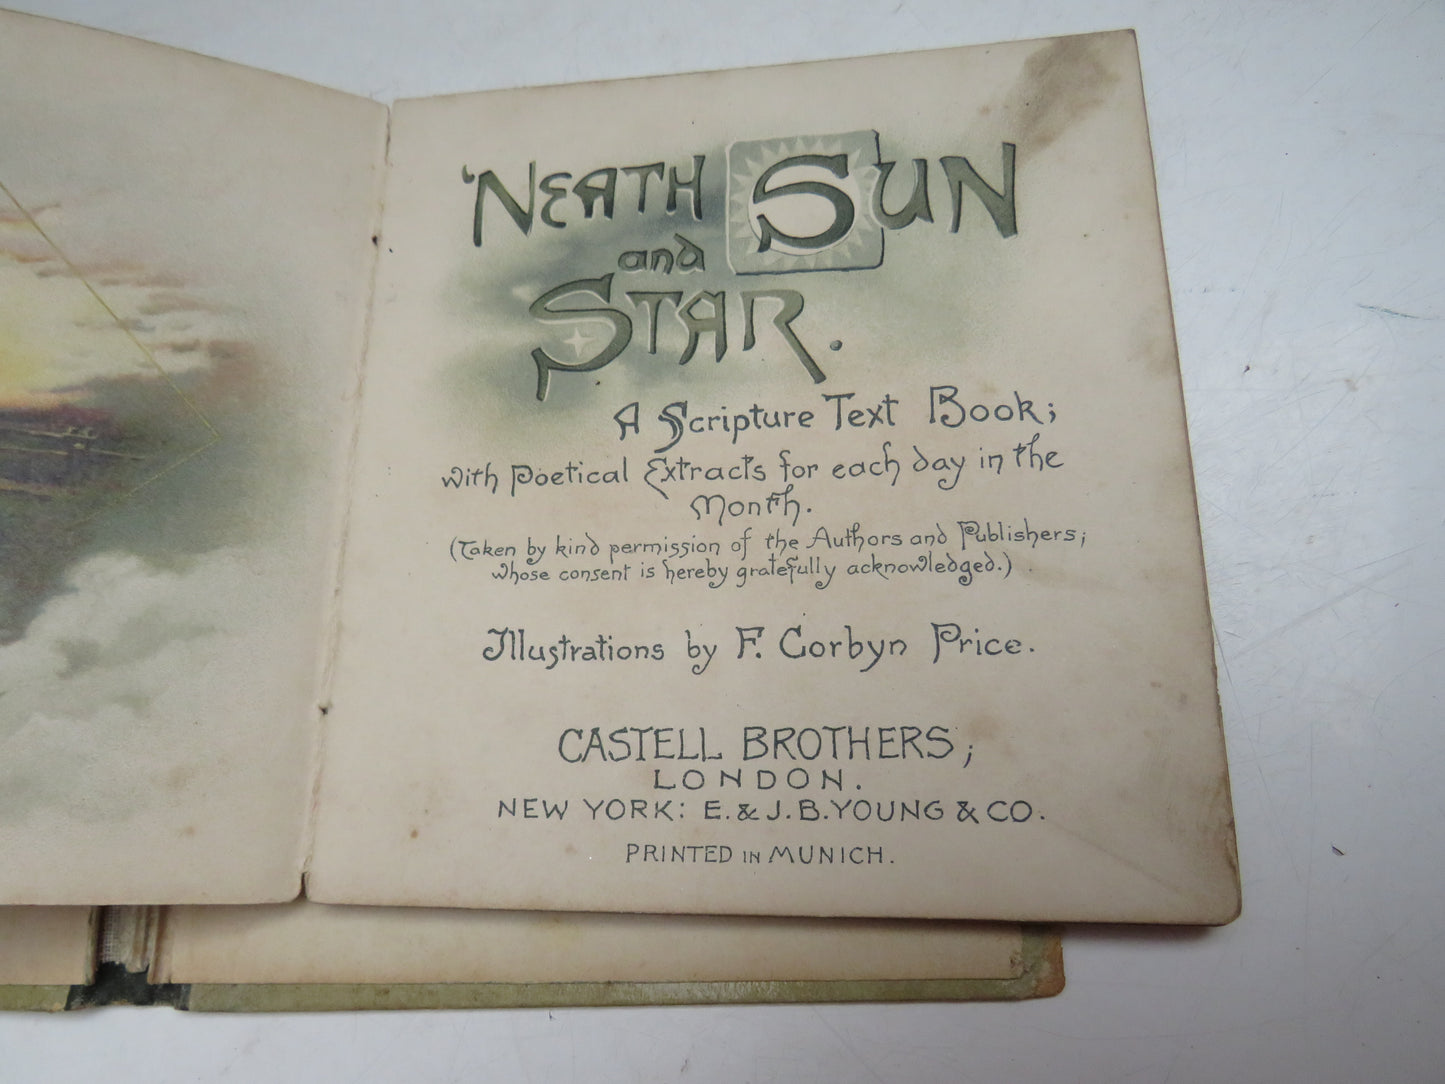 'NEATH SUN
and
STAR.
A Scripture Text Book;
with Poetical Extracts for each day in the
Month.
(Taken by kind permission of the Authors and Publishers;
whose consent is hereby gratefully acknowledged.)
Illustrations by F. Corbyn Price.
CASTELL BROTHERS;
LONDON.
NEW YORK: E. & J. B. YOUNG & CO.
PRINTED IN MUNICH.